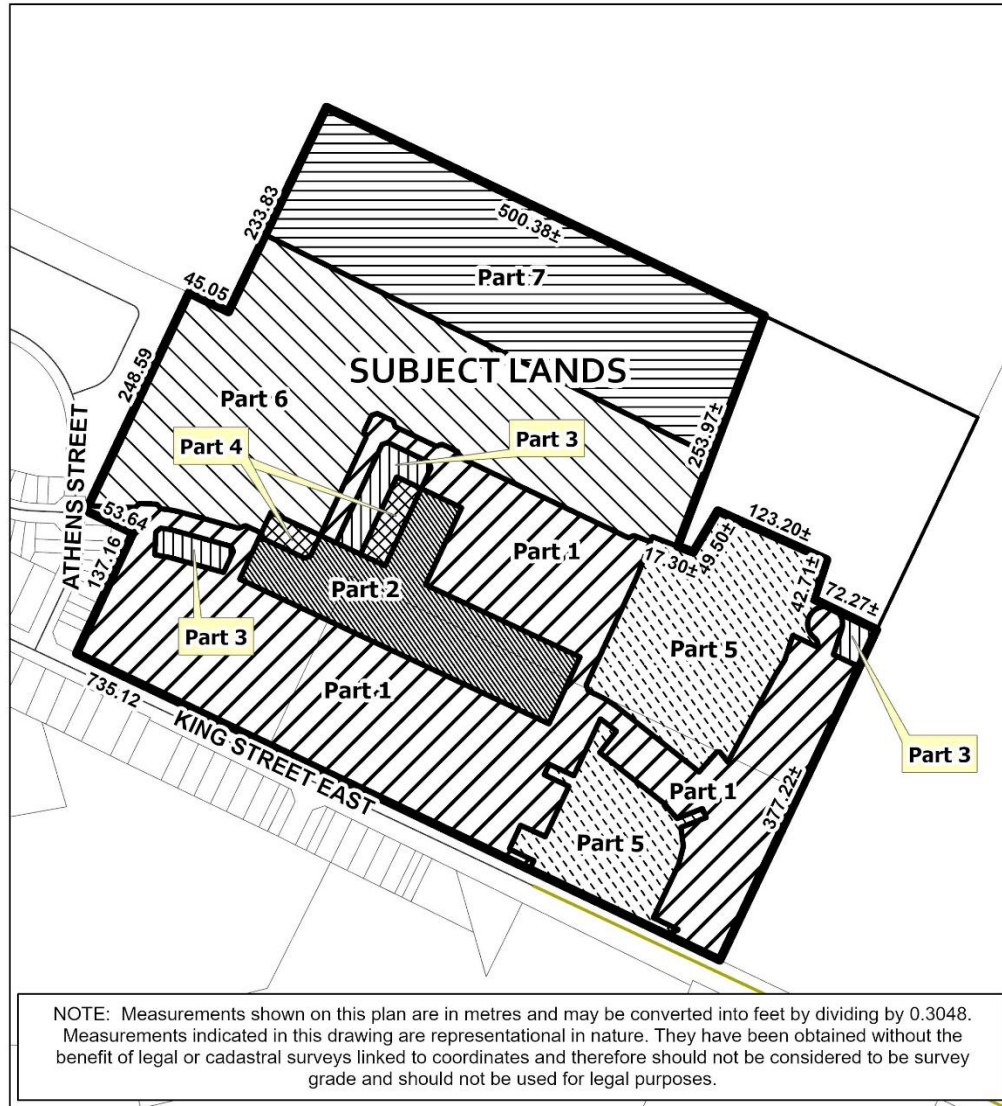 233.83
500.38±
Part 7
45.05
SUBJECT LANDS
248.59
Part 6
253.97±
Part 3
Part 4
ATHENS STREET
53.64
137.16
123.20±
49.50±
17.30±
Part 1
42.71±
72.27±
Part 2
Part 3
Part 5
Part 1
735.12
KING STREET EAST
Part 3
Part 1
377.22±
Part 5
NOTE: Measurements shown on this plan are in metres and may be converted into feet by dividing by 0.3048.
Measurements indicated in this drawing are representational in nature. They have been obtained without the
benefit of legal or cadastral surveys linked to coordinates and therefore should not be considered to be survey
grade and should not be used for legal purposes.